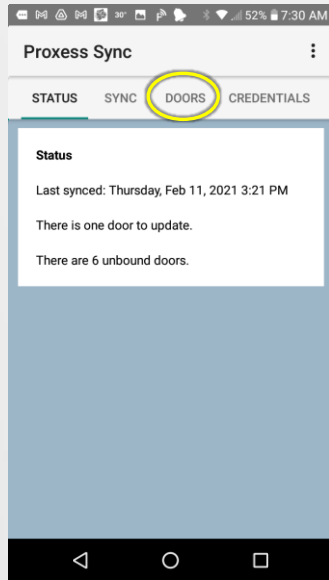 30° 52% 7:30 AM
Proxess Sync
STATUS SYNC DOORS CREDENTIALS
Status
Last synced: Thursday, Feb 11, 2021 3:21 PM
There is one door to update.
There are 6 unbound doors.